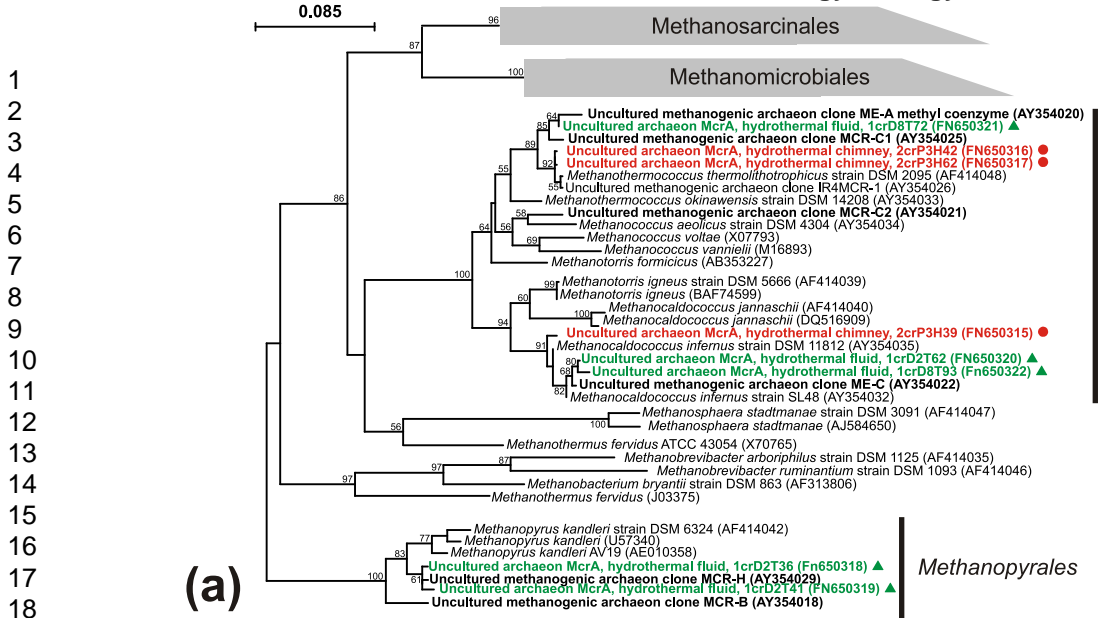 0.085
96
Methanosarcinales
87
100
Methanomicrobiales
1
2
3
4
5
6
7
8
9
10
11
12
13
14
15
16
17
18
64
Uncultured methanogenic archaeon clone ME-A methyl coenzyme (AY354020)
85
Uncultured archaeon McrA, hydrothermal fluid, 1crD8T72 (FN650321)
Uncultured methanogenic archaeon clone MCR-C1 (AY354025)
89
Uncultured archaeon McrA, hydrothermal chimney, 2crP3H42 (FN650316)
92
Uncultured archaeon McrA, hydrothermal chimney, 2crP3H62 (FN650317)
55
Methanothermococcus thermolithotrophicus strain DSM 2095 (AF414048)
55
Uncultured methanogenic archaeon clone IR4MCR-1 (AY354026)
86
Methanothermococcus okinawensis strain DSM 14208 (AY354033)
58
Uncultured methanogenic archaeon clone MCR-C2 (AY354021)
64
56
Methanococcus aeolicus strain DSM 4304 (AY354034)
Methanococcus voltae (X07793)
69
Methanococcus vannielii (M16893)
Methanotorris formicicus (AB353227)
100
99
Methanotorris igneus strain DSM 5666 (AF414039)
Methanotorris igneus (BAF74599)
60
Methanocaldococcus jannaschii (AF414040)
100
Methanocaldococcus jannaschii (DQ516909)
94
Uncultured archaeon McrA, hydrothermal chimney, 2crP3H39 (FN650315)
91
Methanocaldococcus infernus strain DSM 11812 (AY354035)
80
Uncultured archaeon McrA, hydrothermal fluid, 1crD2T62 (FN650320)
68
Uncultured archaeon McrA, hydrothermal fluid, 1crD8T93 (Fn650322)
Uncultured methanogenic archaeon clone ME-C (AY354022)
82
Methanocaldococcus infernus strain SL48 (AY354032)
Methanosphaera stadtmanae strain DSM 3091 (AF414047)
100
Methanosphaera stadtmanae (AJ584650)
56
Methanothermus fervidus ATCC 43054 (X70765)
87
Methanobrevibacter arboriphilus strain DSM 1125 (AF414035)
97
Methanobrevibacter ruminantium strain DSM 1093 (AF414046)
97
Methanobacterium bryantii strain DSM 863 (AF313806)
Methanothermus fervidus (J03375)
Methanopyrus kandleri strain DSM 6324 (AF414042)
77
Methanopyrus kandleri (U57340)
83
Methanopyrus kandleri AV19 (AE010358)
Uncultured archaeon McrA, hydrothermal fluid, 1crD2T36 (Fn650318)
100
61
Uncultured methanogenic archaeon clone MCR-H (AY354029)
Uncultured archaeon McrA, hydrothermal fluid, 1crD2T41 (FN650319)
Uncultured methanogenic archaeon clone MCR-B (AY354018)
Methanopyrales
(a)